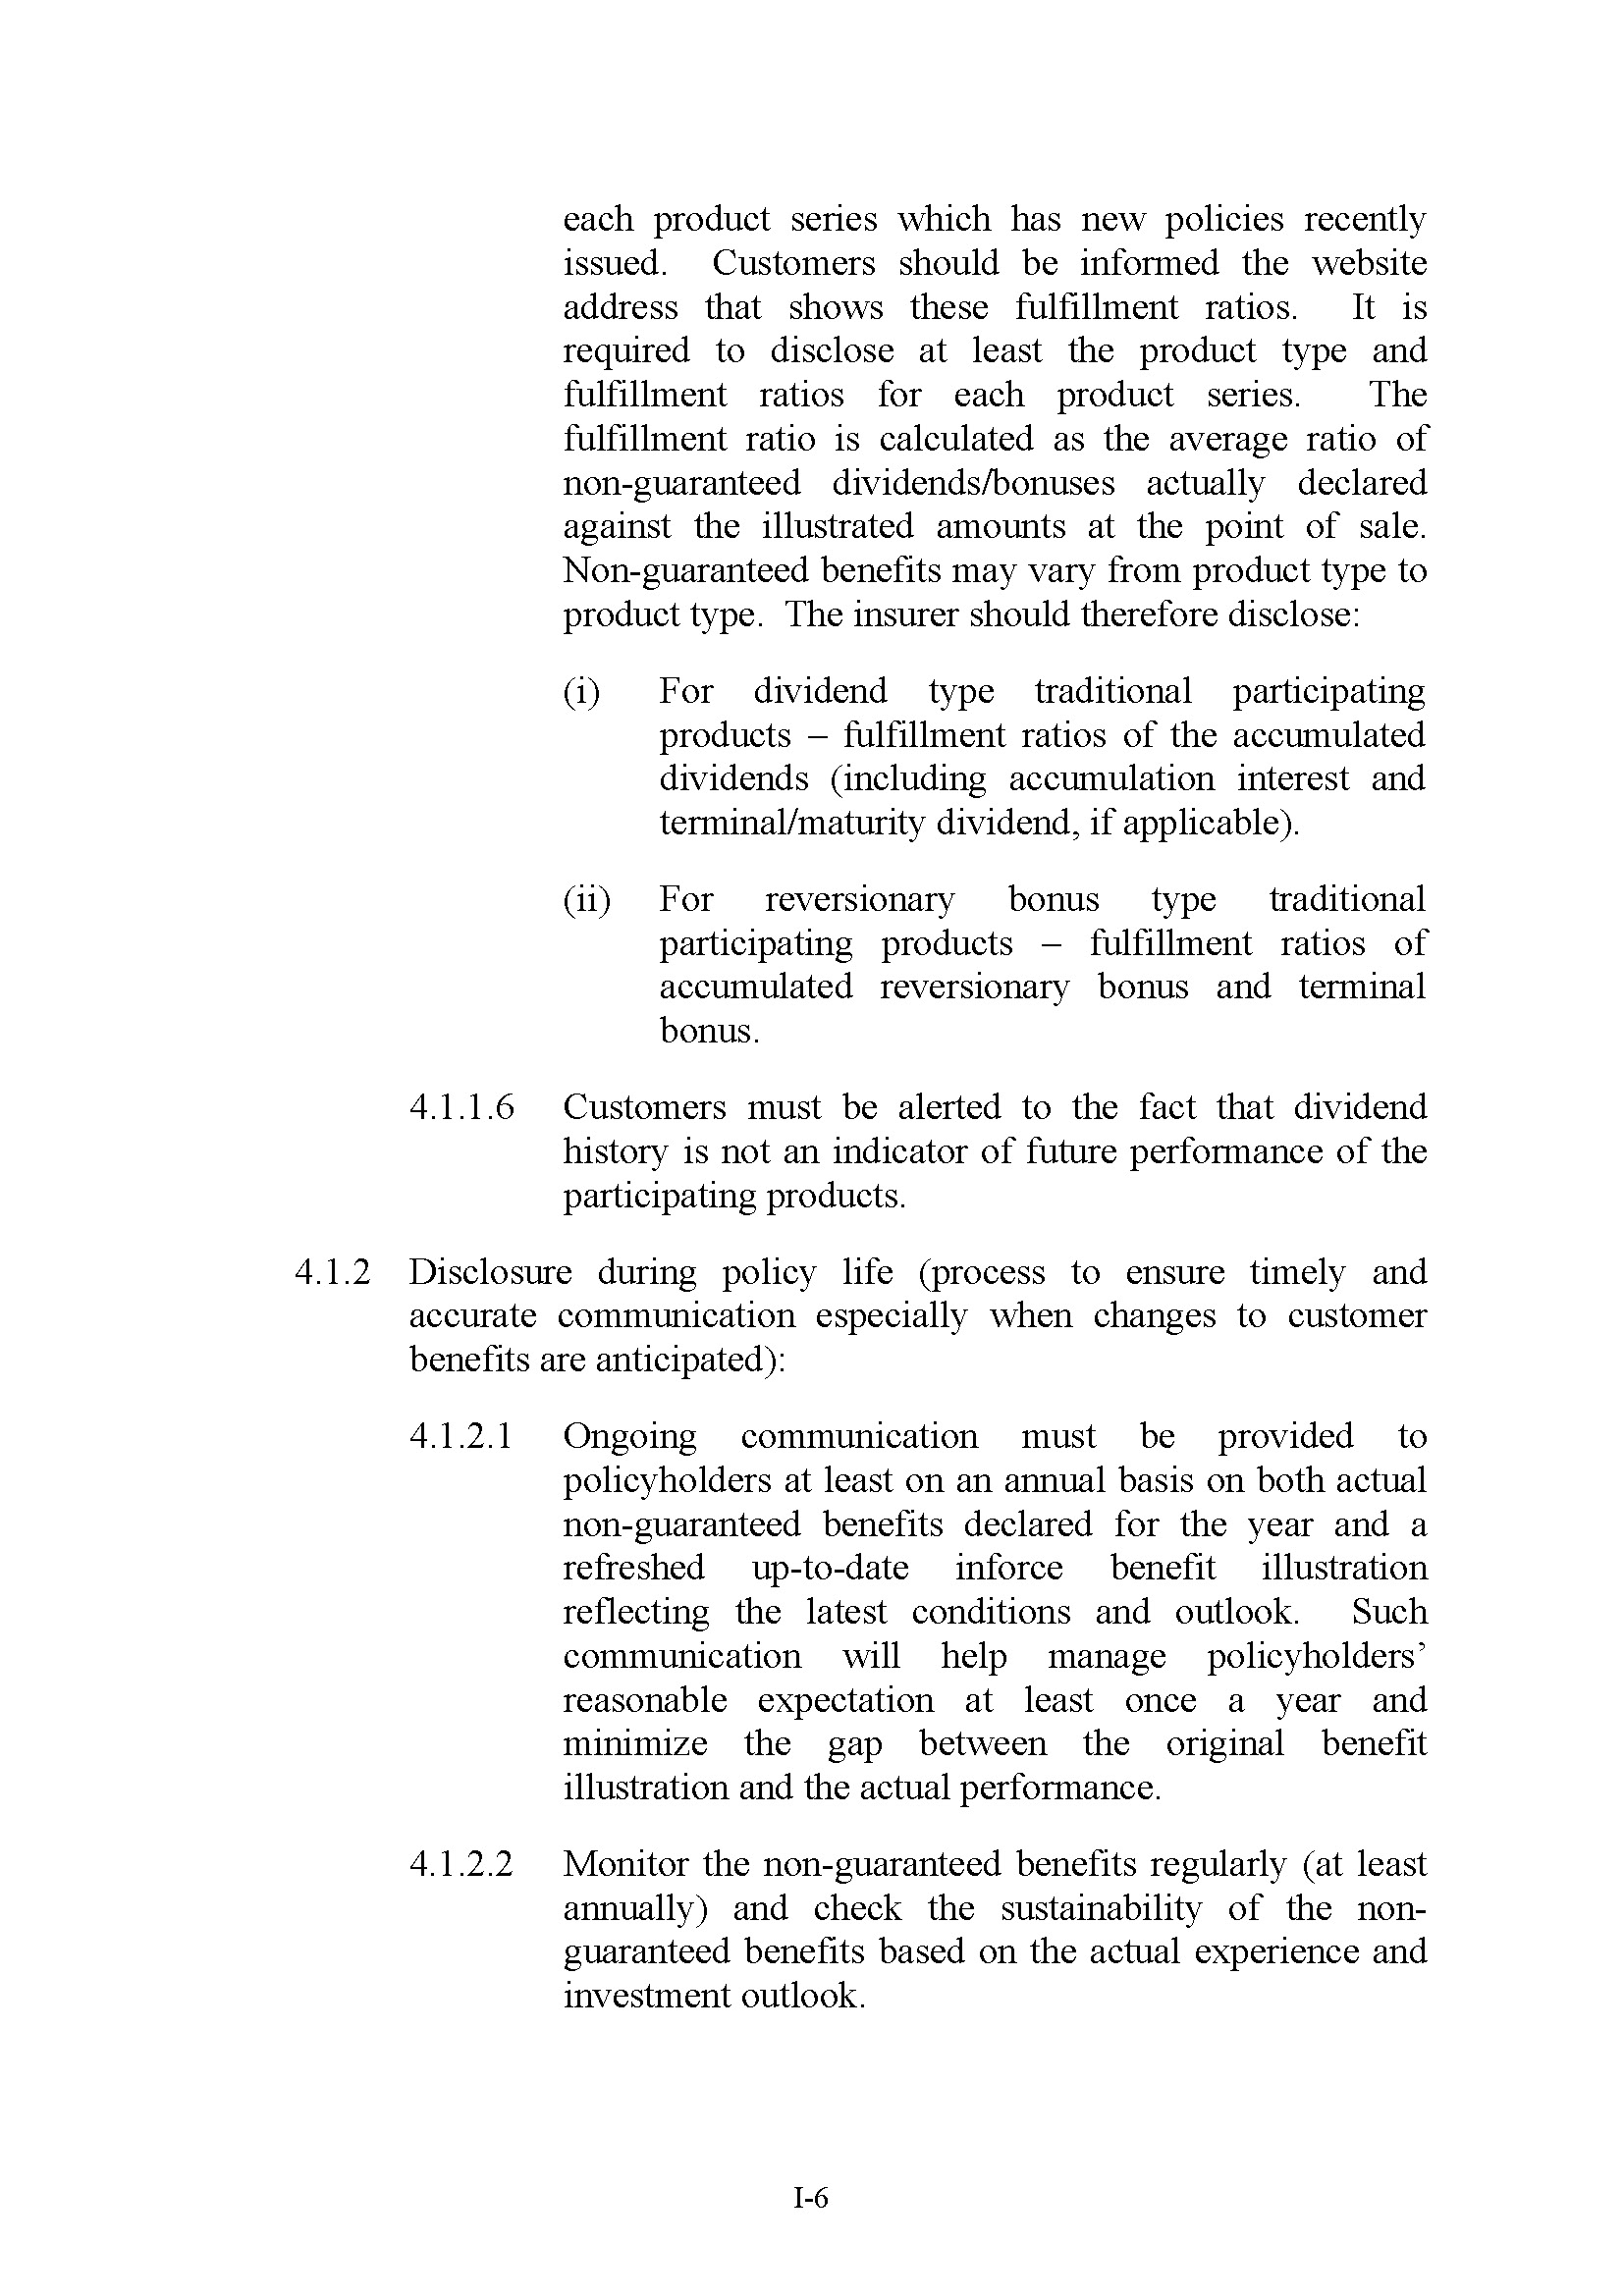 each product series which has new policies recently
issued. Customers should be informed the website
address that shows these fulfillment ratios. It is
required to disclose at least the product type and
fulfillment ratios for each product series. The
fulfillment ratio is calculated as the average ratio of
non-guaranteed dividends/bonuses actually declared
against the illustrated amounts at the point of sale.
Non-guaranteed benefits may vary from product type to
product type. The insurer should therefore disclose:
(i) For dividend type traditional participating
products – fulfillment ratios of the accumulated
dividends (including accumulation interest and
terminal/maturity dividend, if applicable).
(ii) For reversionary bonus type traditional
participating products – fulfillment ratios of
accumulated reversionary bonus and terminal
bonus.
4.1.1.6 Customers must be alerted to the fact that dividend
history is not an indicator of future performance of the
participating products.
4.1.2 Disclosure during policy life (process to ensure timely and
accurate communication especially when changes to customer
benefits are anticipated):
4.1.2.1 Ongoing communication must be provided to
policyholders at least on an annual basis on both actual
non-guaranteed benefits declared for the year and a
refreshed up-to-date inforce benefit illustration
reflecting the latest conditions and outlook. Such
communication will help manage policyholders’
reasonable expectation at least once a year and
minimize the gap between the original benefit
illustration and the actual performance.
4.1.2.2 Monitor the non-guaranteed benefits regularly (at least
annually) and check the sustainability of the non-
guaranteed benefits based on the actual experience and
investment outlook.
I-6